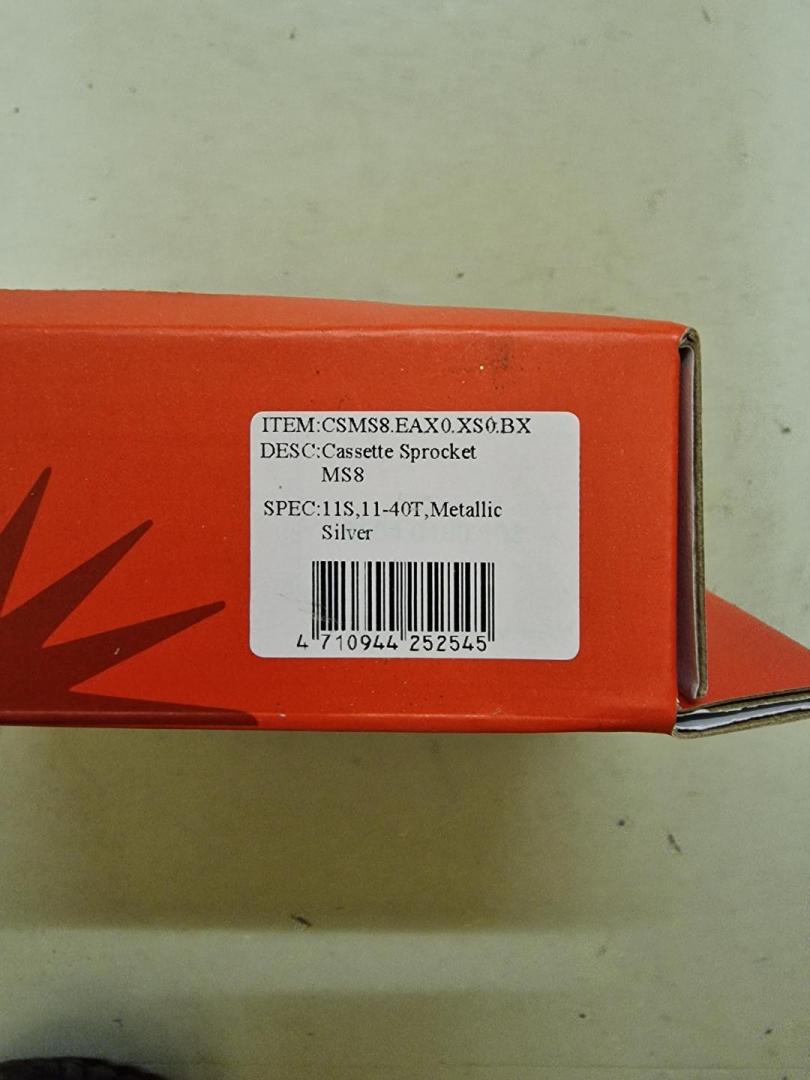 ITEM:CSMS8.EAX0.XS0.BX
DESC:Cassette Sprocket
MS8
SPEC:11S,11-40T,Metallic
Silver
4 710944 252545